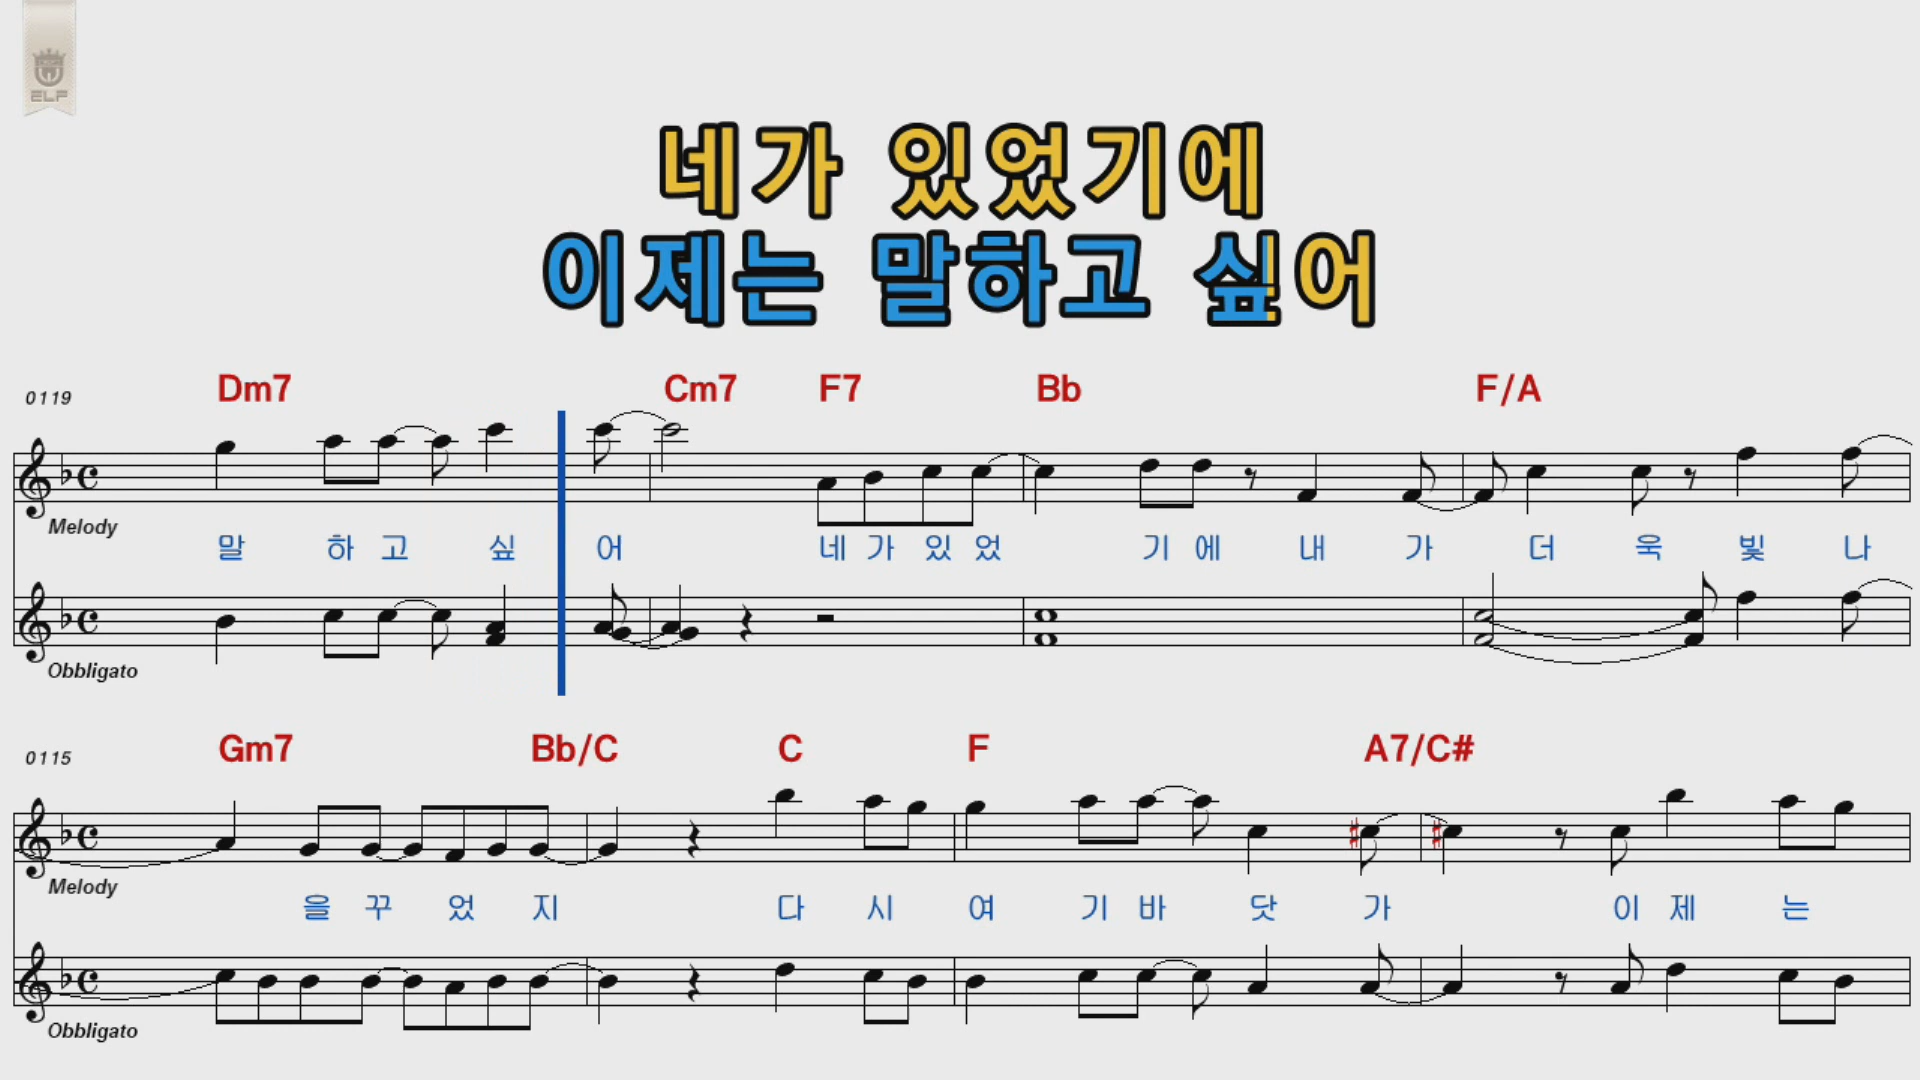 ELF
네가 있었기에
이제는 말하고 싶어
0119 Dm7 Cm7 F7 Bb F/A
Melody
말 하 고 싶 어 네 가 있 었 기 에 내 가 더 욱 빛 나
Obbligato
0115 Gm7 Bb/C C F A7/C#
Melody
을 꾸 었 지 다 시 여 기 바 닷 가 이 제 는
Obbligato